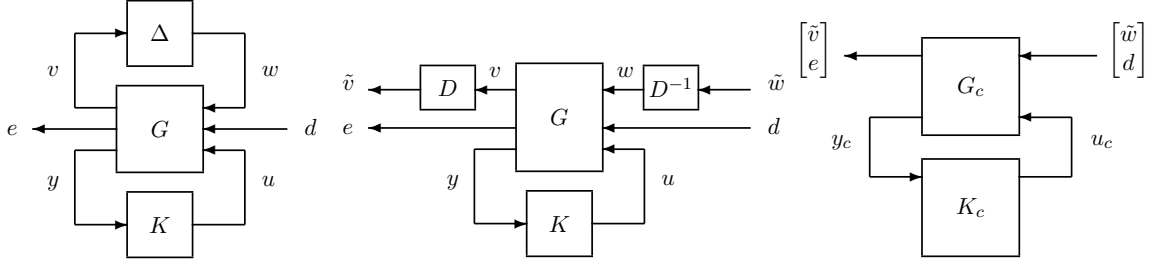 Δ
v
w
G
e
d
y
u
K
ṽ
D
v
w
D⁻¹
w̃
G
e
d
y
u
K
[ṽ e]
[w̃ d]
G_c
y_c
u_c
K_c